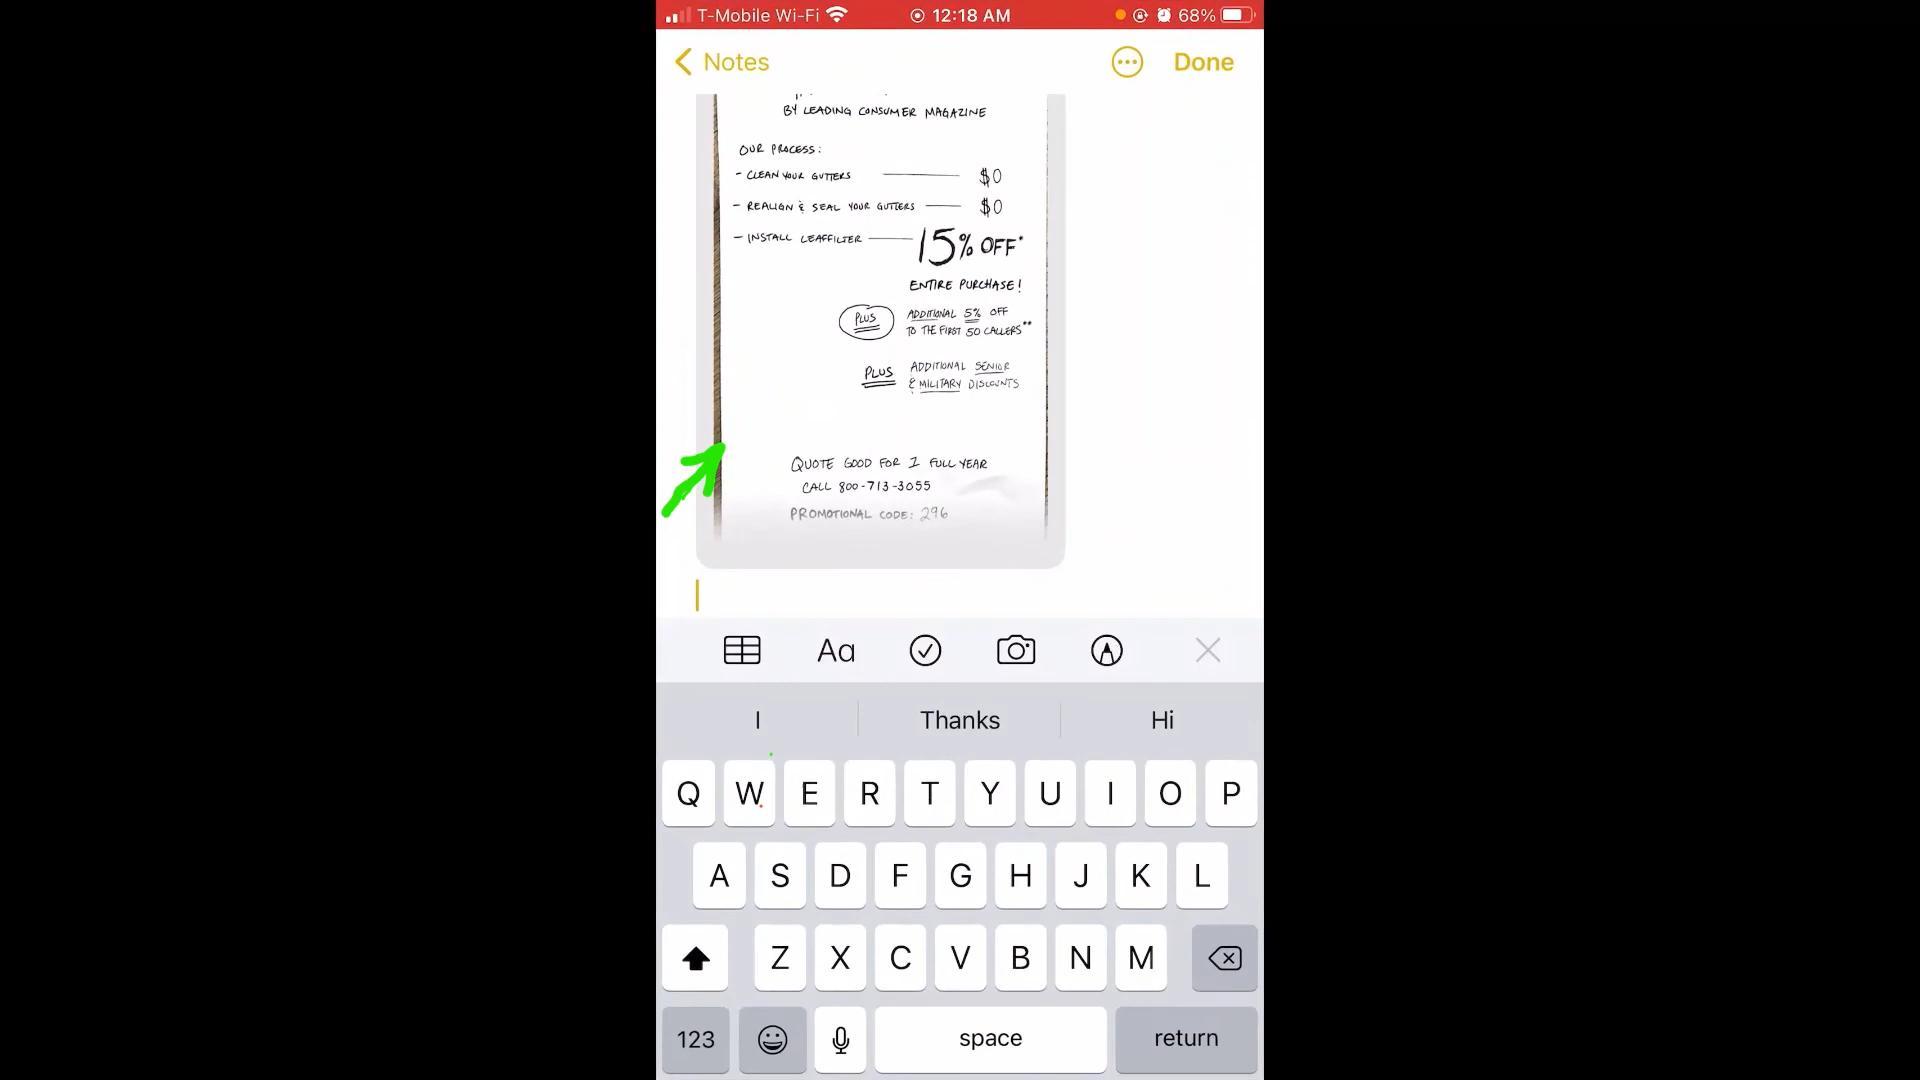 T-Mobile Wi-Fi 12:18 AM 68%
Notes Done
BY LEADING CONSUMER MAGAZINE
OUR PROCESS:
- CLEAN YOUR GUTTERS $0
- REALIGN & SEAL YOUR GUTTERS $0
- INSTALL LEAFFILTER 15% OFF*
ENTIRE PURCHASE!
PLUS ADDITIONAL 5% OFF
TO THE FIRST 50 CALLERS**
PLUS ADDITIONAL SENIOR
& MILITARY DISCOUNTS
QUOTE GOOD FOR 1 FULL YEAR
CALL 800-713-3055
PROMOTIONAL CODE: 296
Aa
I Thanks Hi
Q W E R T Y U I O P
A S D F G H J K L
Z X C V B N M
123 space return